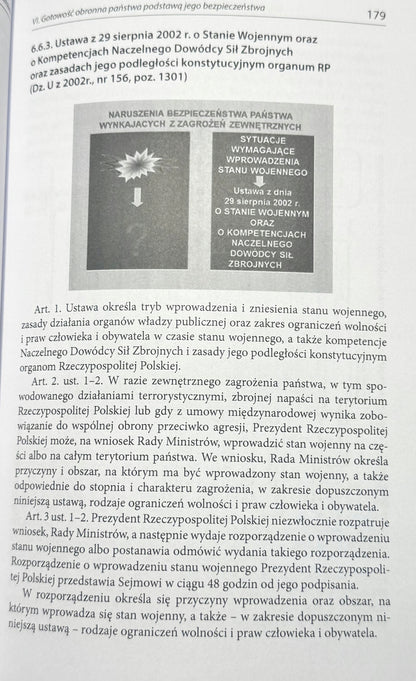 VI. Gotowość obronna państwa podstawą jego bezpieczeństwa
179
6.6.3. Ustawa z 29 sierpnia 2002 r. o Stanie Wojennym oraz
o Kompetencjach Naczelnego Dowódcy Sił Zbrojnych
oraz zasadach jego podległości konstytucyjnym organum RP
(Dz. U z 2002r., nr 156, poz. 1301)
NARUSZENIA BEZPIECZEŃSTWA PAŃSTWA
WYNKAJACYCH Z ZAGROŻEŃ ZEWNĘTRZNYCH
?
SYTUACJE
WYMAGAJĄCE
WPROWADZENIA
STANU WOJENNEGO
Ustawa z dnia
29 sierpnia 2002 r.
O STANIE WOJENNYM
ORAZ
O KOMPETENCJACH
NACZELNEGO
DOWÓDCY SIŁ
ZBROJNYCH
Art. 1. Ustawa określa tryb wprowadzenia i zniesienia stanu wojennego,
zasady działania organów władzy publicznej oraz zakres ograniczeń wolności
i praw człowieka i obywatela w czasie stanu wojennego, a także kompetencje
Naczelnego Dowódcy Sił Zbrojnych i zasady jego podległości konstytucyjnym
organom Rzeczypospolitej Polskiej.
Art. 2. ust. 1–2. W razie zewnętrznego zagrożenia państwa, w tym spo-
wodowanego działaniami terrorystycznymi, zbrojnej napaści na terytorium
Rzeczypospolitej Polskiej lub gdy z umowy międzynarodowej wynika zobo-
wiązanie do wspólnej obrony przeciwko agresji, Prezydent Rzeczypospolitej
Polskiej może, na wniosek Rady Ministrów, wprowadzić stan wojenny na czę-
ści albo na całym terytorium państwa. We wniosku, Rada Ministrów określa
przyczyny i obszar, na którym ma być wprowadzony stan wojenny, a także
odpowiednie do stopnia i charakteru zagrożenia, w zakresie dopuszczonym
niniejszą ustawą, rodzaje ograniczeń wolności i praw człowieka i obywatela.
Art. 3 ust. 1–2. Prezydent Rzeczypospolitej Polskiej niezwłocznie rozpatruje
wniosek, Rady Ministrów, a następnie wydaje rozporządzenie o wprowadzeniu
stanu wojennego albo postanawia odmówić wydania takiego rozporządzenia.
Rozporządzenie o wprowadzeniu stanu wojennego Prezydent Rzeczypospoli-
tej Polskiej przedstawia Sejmowi w ciągu 48 godzin od jego podpisania.
W rozporządzeniu określa się przyczyny wprowadzenia oraz obszar, na
którym wprowadza się stan wojenny, a także – w zakresie dopuszczonym ni-
niejszą ustawą – rodzaje ograniczeń wolności i praw człowieka i obywatela.